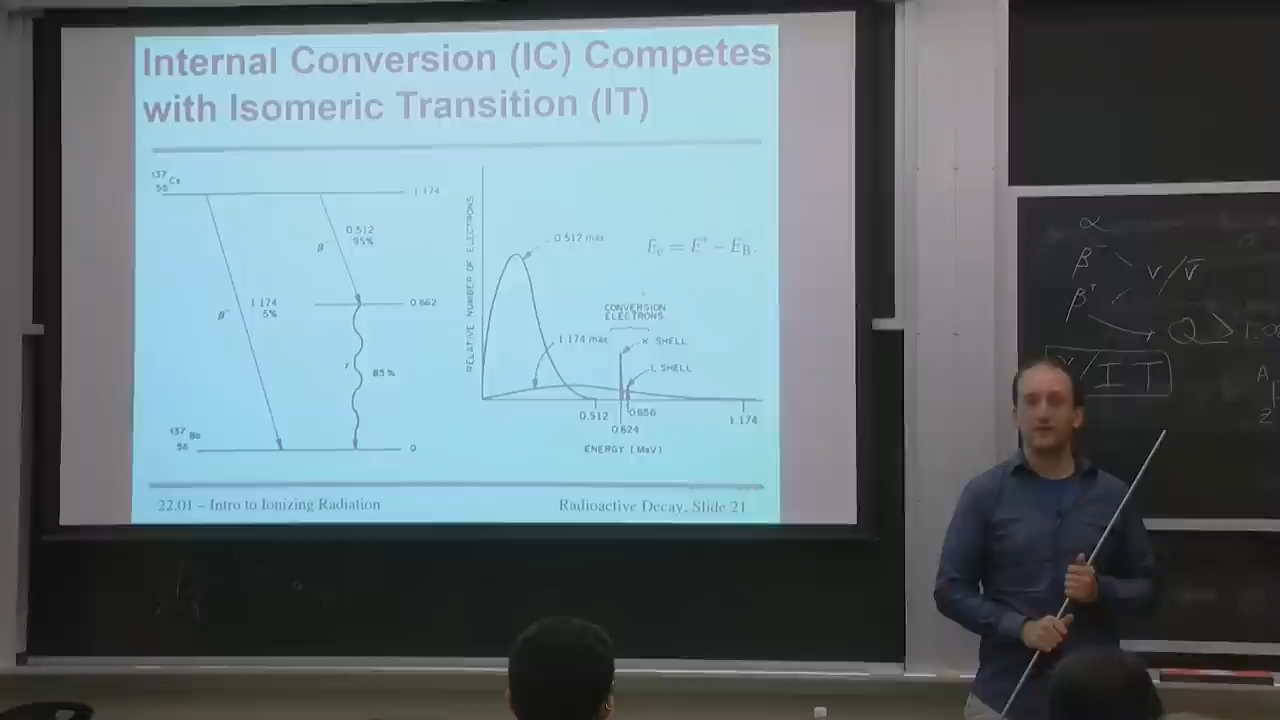 Internal Conversion (IC) Competes
with Isomeric Transition (IT)
137
55 Cs
1.174
0.512
95%
β⁻
0.662
1.174
5%
β⁻
γ
85%
137
56 Ba
0
RELATIVE NUMBER OF ELECTRONS
0.512 max
E_e = E* − E_B.
CONVERSION
ELECTRONS
K SHELL
1.174 max
L SHELL
0.512
0.656
0.624
1.174
ENERGY (MeV)
22.01 – Intro to Ionizing Radiation
Radioactive Decay, Slide 21
α
β⁻
ν/ν̄
β⁺
Q >
/IT
A
Z